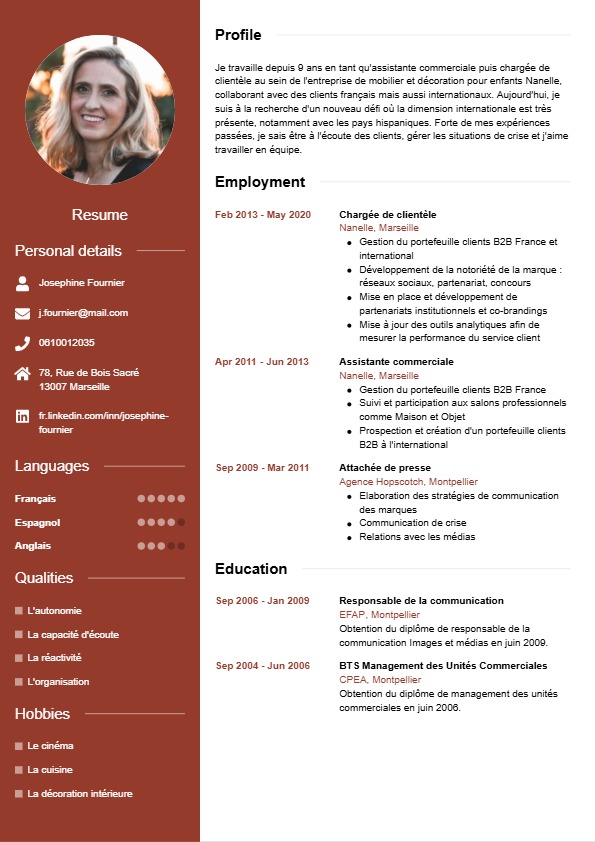 Resume
Personal details
Josephine Fournier
j.fournier@mail.com
0610012035
78, Rue de Bois Sacré
13007 Marseille
fr.linkedin.com/inn/josephine-
fournier
Languages
Français
Espagnol
Anglais
Qualities
L'autonomie
La capacité d'écoute
La réactivité
L'organisation
Hobbies
Le cinéma
La cuisine
La décoration intérieure
Profile
Je travaille depuis 9 ans en tant qu'assistante commerciale puis chargée de
clientèle au sein de l'entreprise de mobilier et décoration pour enfants Nanelle,
collaborant avec des clients français mais aussi internationaux. Aujourd'hui, je
suis à la recherche d'un nouveau défi où la dimension internationale est très
présente, notamment avec les pays hispaniques. Forte de mes expériences
passées, je sais être à l'écoute des clients, gérer les situations de crise et j'aime
travailler en équipe.
Employment
Feb 2013 - May 2020 Chargée de clientèle
Nanelle, Marseille
Gestion du portefeuille clients B2B France et
international
Développement de la notoriété de la marque :
réseaux sociaux, partenariat, concours
Mise en place et développement de
partenariats institutionnels et co-brandings
Mise à jour des outils analytiques afin de
mesurer la performance du service client
Apr 2011 - Jun 2013 Assistante commerciale
Nanelle, Marseille
Gestion du portefeuille clients B2B France
Suivi et participation aux salons professionnels
comme Maison et Objet
Prospection et création d'un portefeuille clients
B2B à l'international
Sep 2009 - Mar 2011 Attachée de presse
Agence Hopscotch, Montpellier
Elaboration des stratégies de communication
des marques
Communication de crise
Relations avec les médias
Education
Sep 2006 - Jan 2009 Responsable de la communication
EFAP, Montpellier
Obtention du diplôme de responsable de la
communication Images et médias en juin 2009.
Sep 2004 - Jun 2006 BTS Management des Unités Commerciales
CPEA, Montpellier
Obtention du diplôme de management des unités
commerciales en juin 2006.